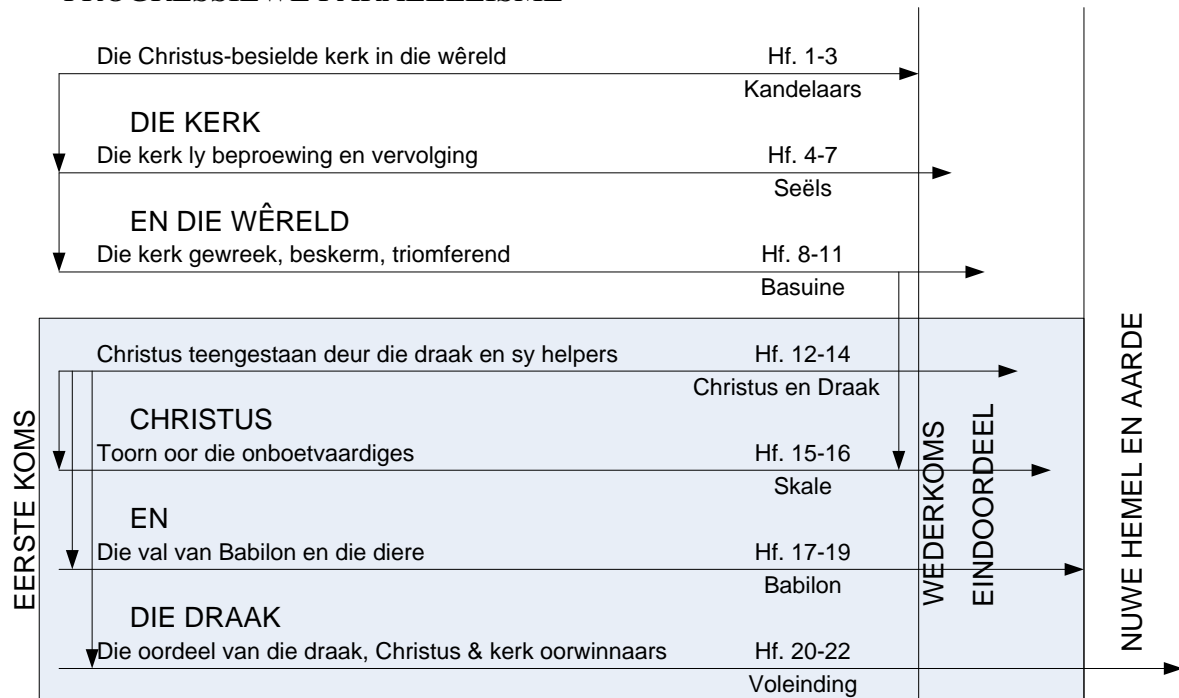 PROGRESSIEWE PARALLELISME
Die Christus-besielde kerk in die wêreld Hf. 1-3
Kandelaars
DIE KERK
Die kerk ly beproewing en vervolging Hf. 4-7
Seëls
EN DIE WÊRELD
Die kerk gewreek, beskerm, triomferend Hf. 8-11
Basuine
Christus teengestaan deur die draak en sy helpers Hf. 12-14
Christus en Draak
CHRISTUS
Toorn oor die onboetvaardiges Hf. 15-16
Skale
EN
Die val van Babilon en die diere Hf. 17-19
Babilon
DIE DRAAK
Die oordeel van die draak, Christus & kerk oorwinnaars Hf. 20-22
Voleinding
EERSTE KOMS
WEDERKOMS
EINDOORDEEL
NUWE HEMEL EN AARDE